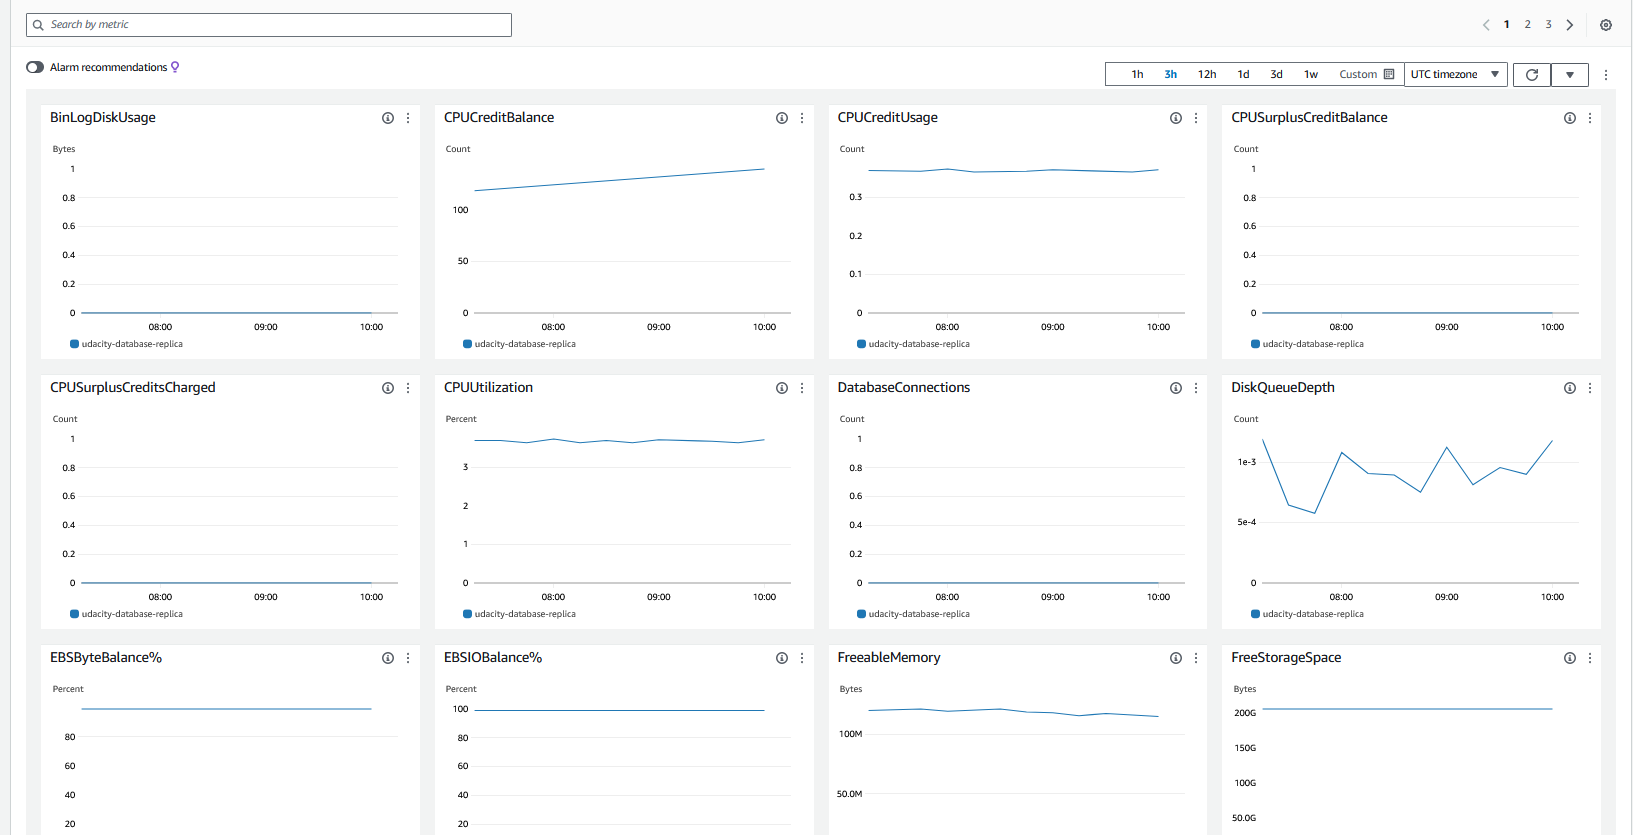 Search by metric
1 2 3
Alarm recommendations
1h 3h 12h 1d 3d 1w Custom UTC timezone
BinLogDiskUsage
Bytes
1
0.8
0.6
0.4
0.2
0
08:00 09:00 10:00
udacity-database-replica
CPUCreditBalance
Count
100
50
0
08:00 09:00 10:00
udacity-database-replica
CPUCreditUsage
Count
0.3
0.2
0.1
0
08:00 09:00 10:00
udacity-database-replica
CPUSurplusCreditBalance
Count
1
0.8
0.6
0.4
0.2
0
08:00 09:00 10:00
udacity-database-replica
CPUSurplusCreditsCharged
Count
1
0.8
0.6
0.4
0.2
0
08:00 09:00 10:00
udacity-database-replica
CPUUtilization
Percent
3
2
1
0
08:00 09:00 10:00
udacity-database-replica
DatabaseConnections
Count
1
0.8
0.6
0.4
0.2
0
08:00 09:00 10:00
udacity-database-replica
DiskQueueDepth
Count
1e-3
5e-4
0
08:00 09:00 10:00
udacity-database-replica
EBSByteBalance%
Percent
80
60
40
20
EBSIOBalance%
Percent
100
80
60
40
20
FreeableMemory
Bytes
100M
50.0M
FreeStorageSpace
Bytes
200G
150G
100G
50.0G